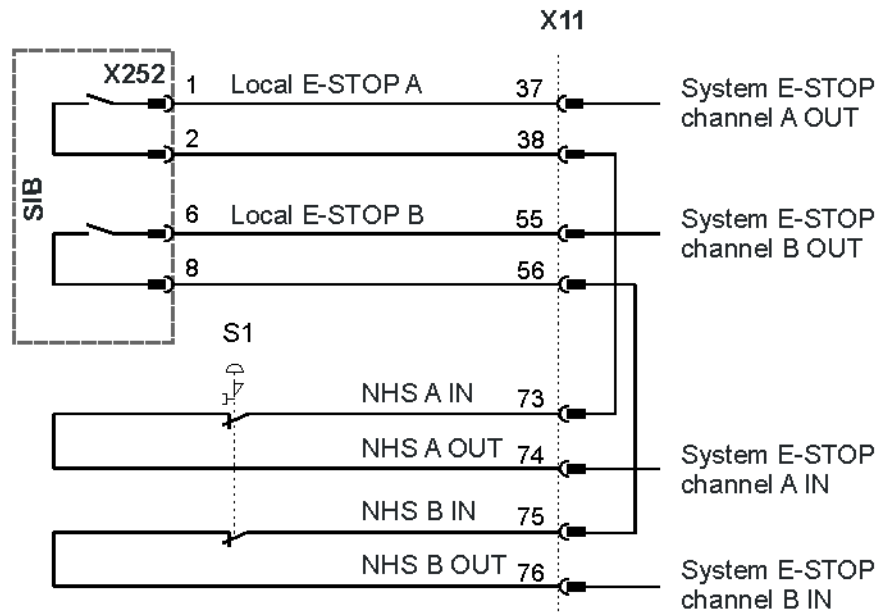 X11
X252
1
Local E-STOP A
37
System E-STOP
channel A OUT
2
38
SIB
6
Local E-STOP B
55
System E-STOP
channel B OUT
8
56
S1
NHS A IN
73
NHS A OUT
74
System E-STOP
channel A IN
NHS B IN
75
NHS B OUT
76
System E-STOP
channel B IN